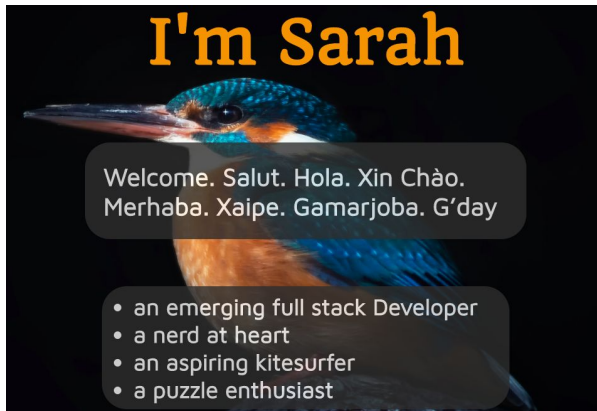 I'm Sarah
Welcome. Salut. Hola. Xin Chào.
Merhaba. Xaipe. Gamarjoba. G’day
• an emerging full stack Developer
• a nerd at heart
• an aspiring kitesurfer
• a puzzle enthusiast